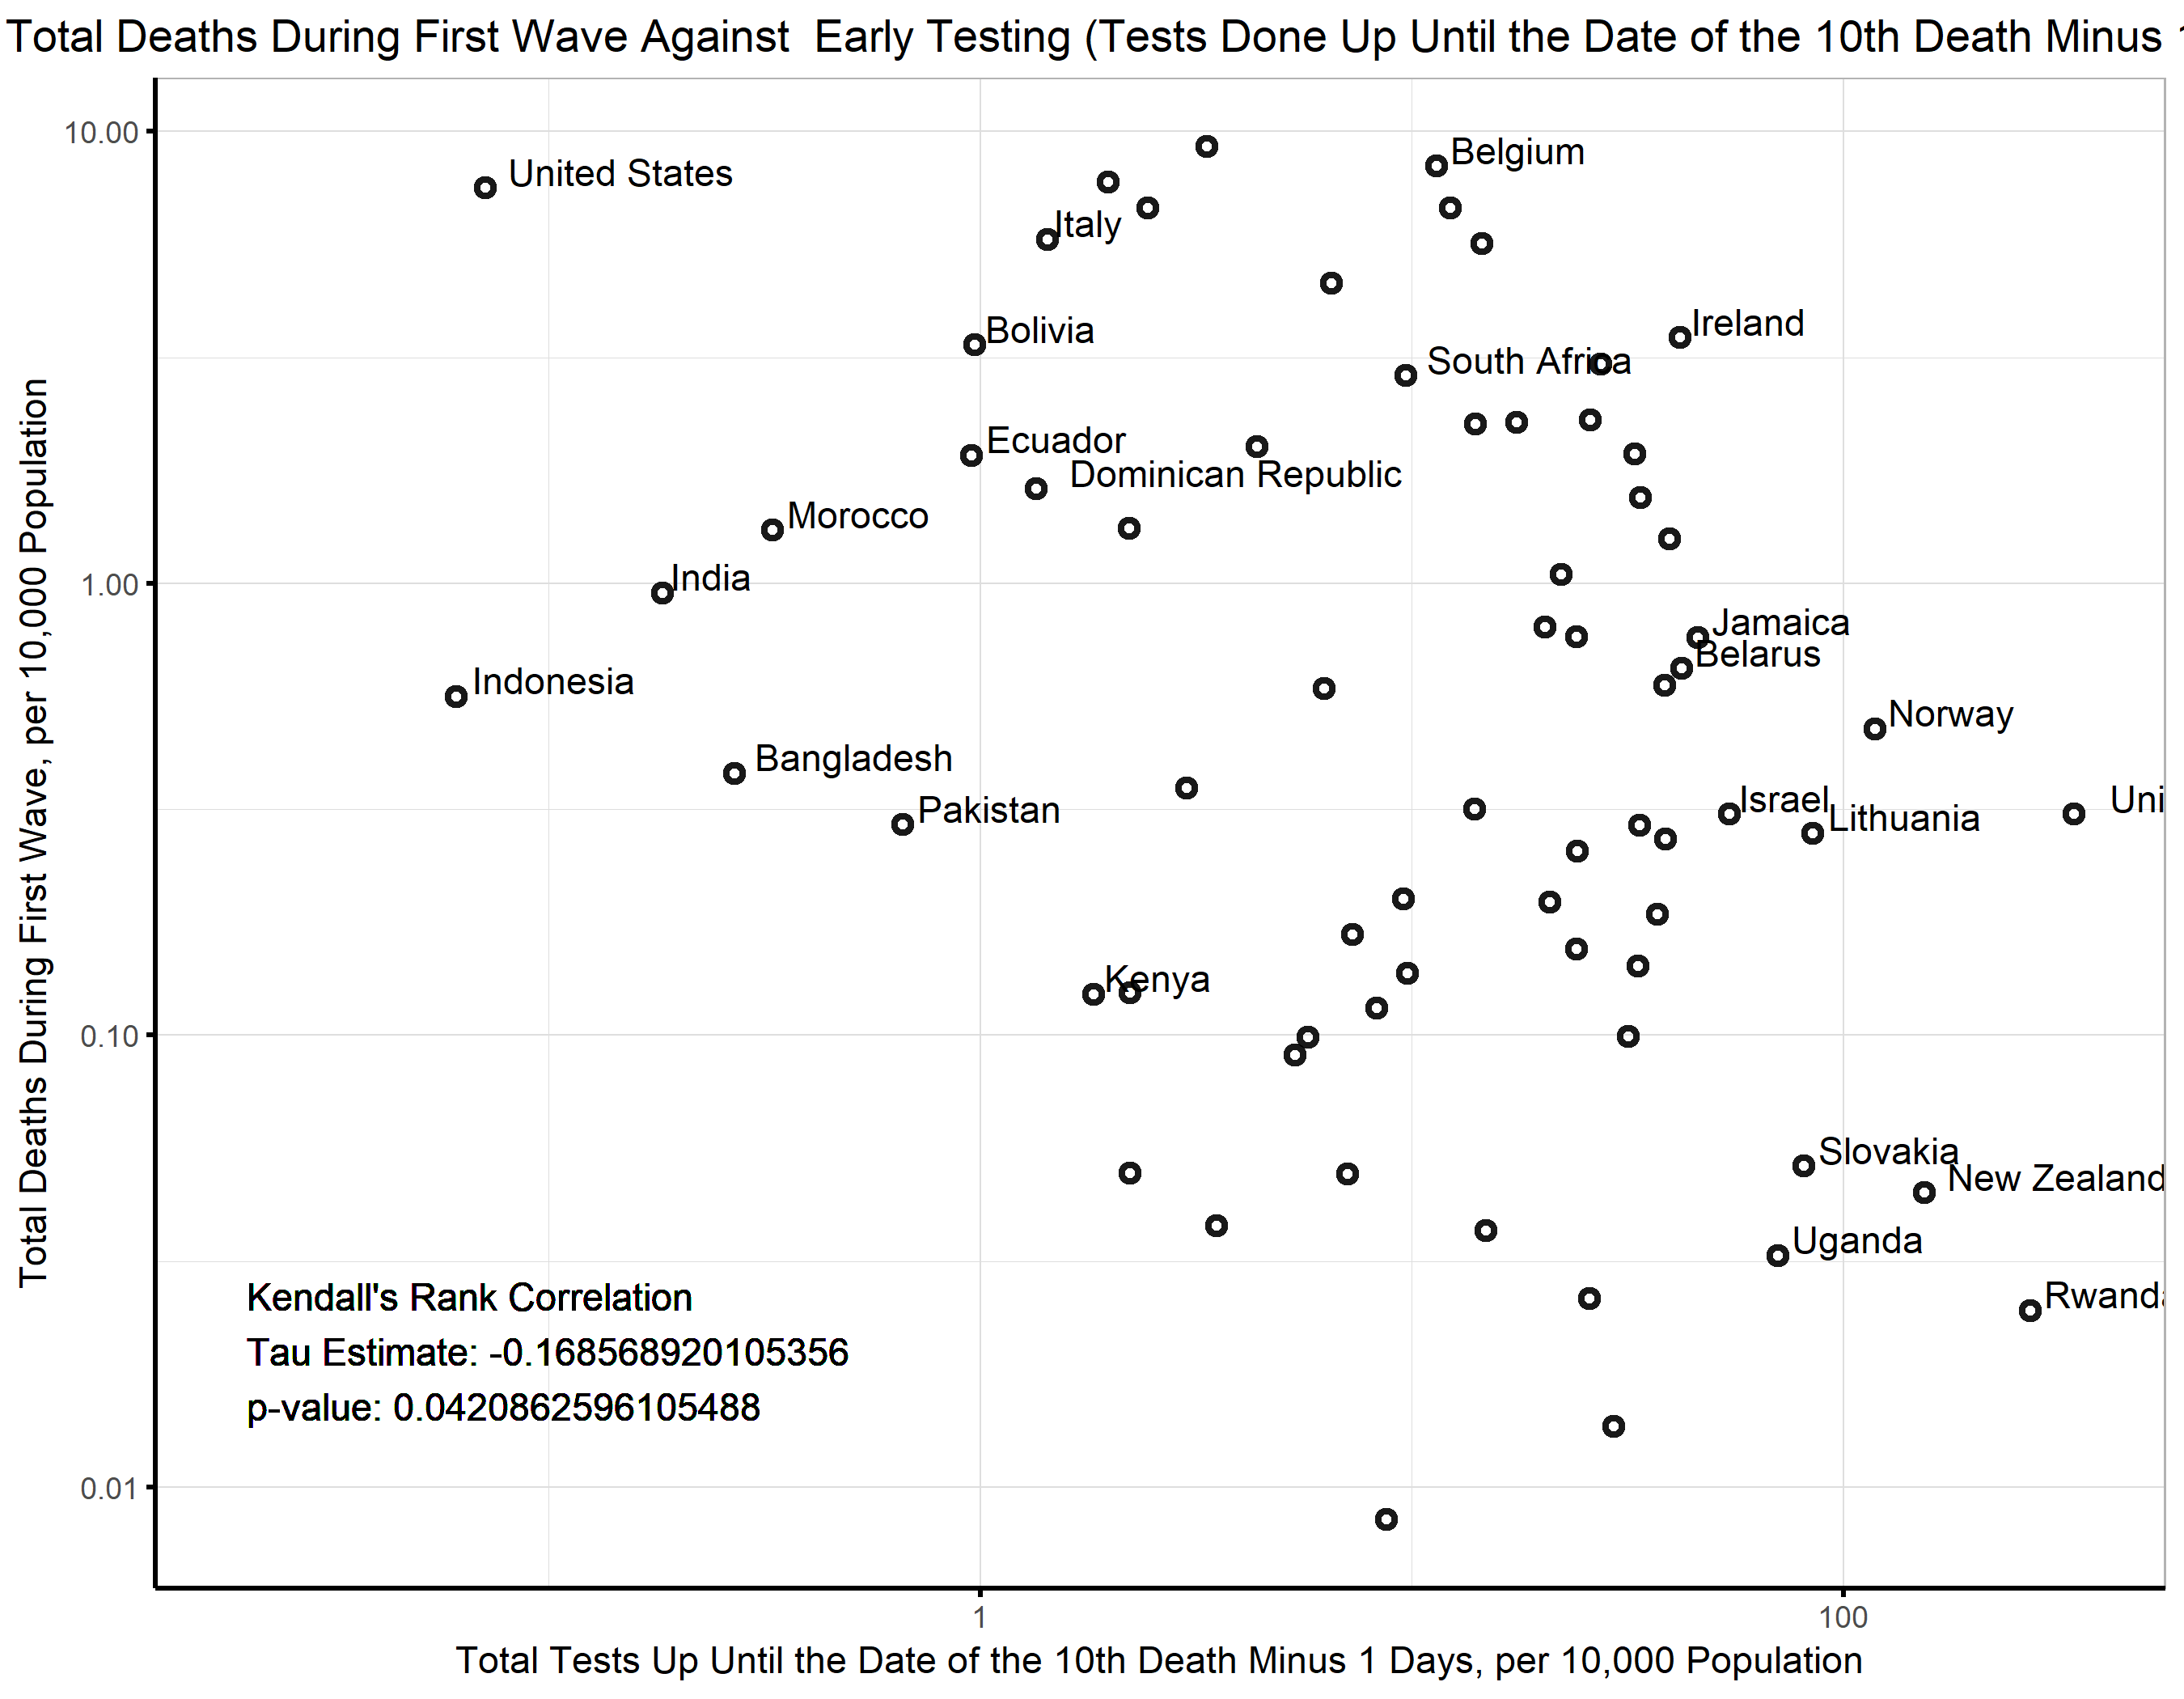 Total Deaths During First Wave Against  Early Testing (Tests Done Up Until the Date of the 10th Death Minus
10.00
1.00
0.10
0.01
Total Deaths During First Wave, per 10,000 Population
United States
Belgium
Italy
Bolivia
Ireland
South Africa
Ecuador
Dominican Republic
Morocco
India
Jamaica
Belarus
Indonesia
Norway
Bangladesh
Pakistan
Israel
Lithuania
Uni
Kenya
Slovakia
New Zealand
Uganda
Rwanda
Kendall's Rank Correlation
Tau Estimate: -0.168568920105356
p-value: 0.0420862596105488
1
100
Total Tests Up Until the Date of the 10th Death Minus 1 Days, per 10,000 Population